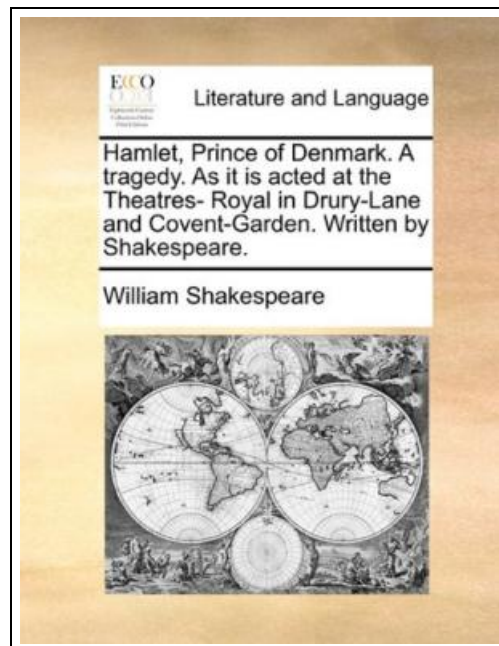 ECCO
Literature and Language
Hamlet, Prince of Denmark. A
tragedy. As it is acted at the
Theatres- Royal in Drury-Lane
and Covent-Garden. Written by
Shakespeare.
William Shakespeare